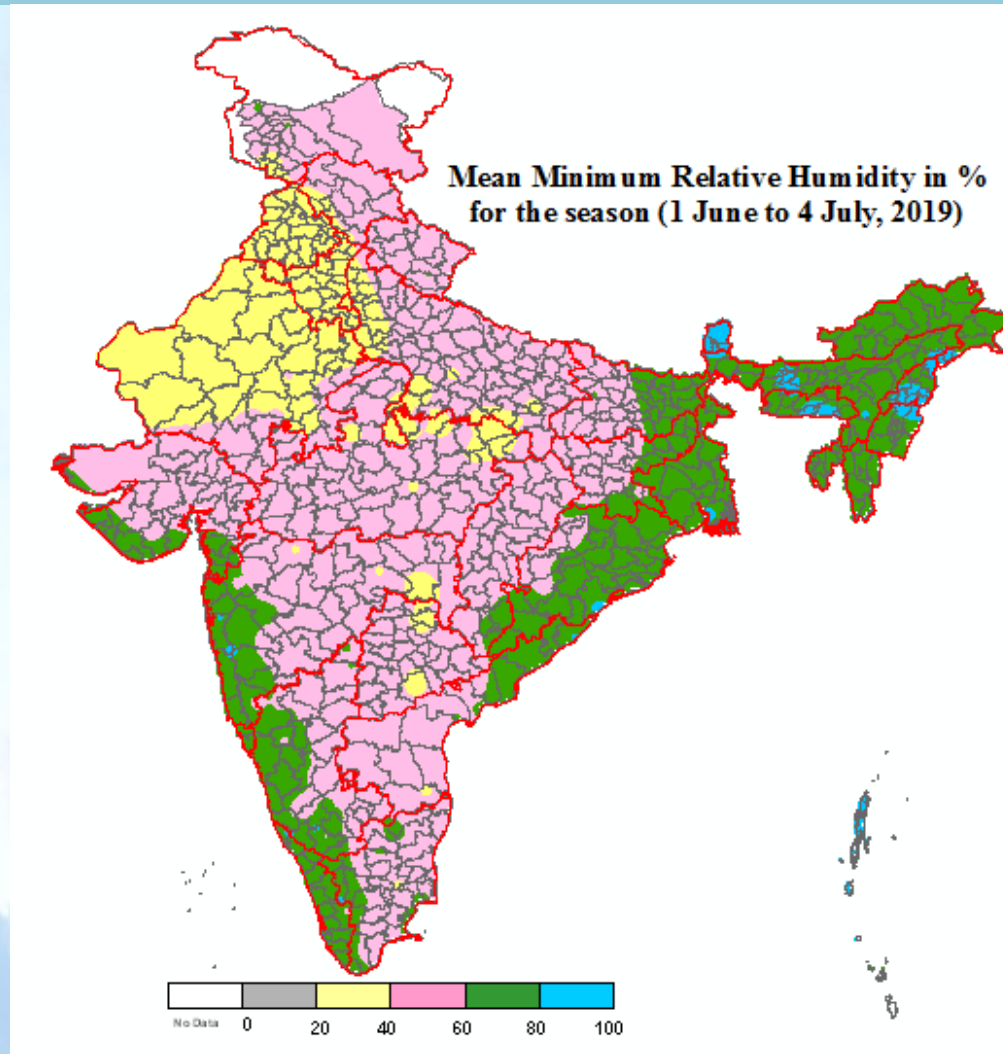 Mean Minimum Relative Humidity in %
for the season (1 June to 4 July, 2019)
No Data 0 20 40 60 80 100